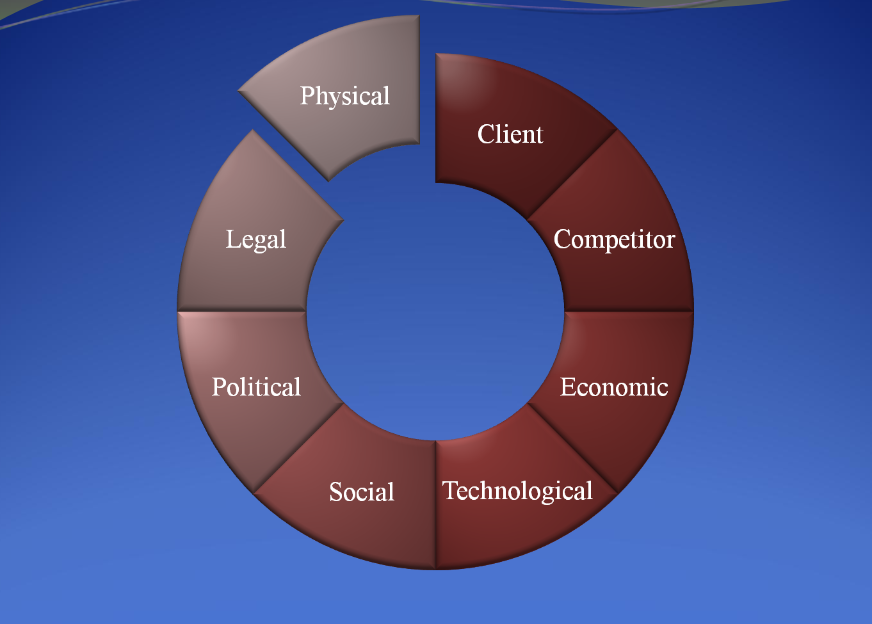 Physical
Client
Legal
Competitor
Political
Economic
Social
Technological